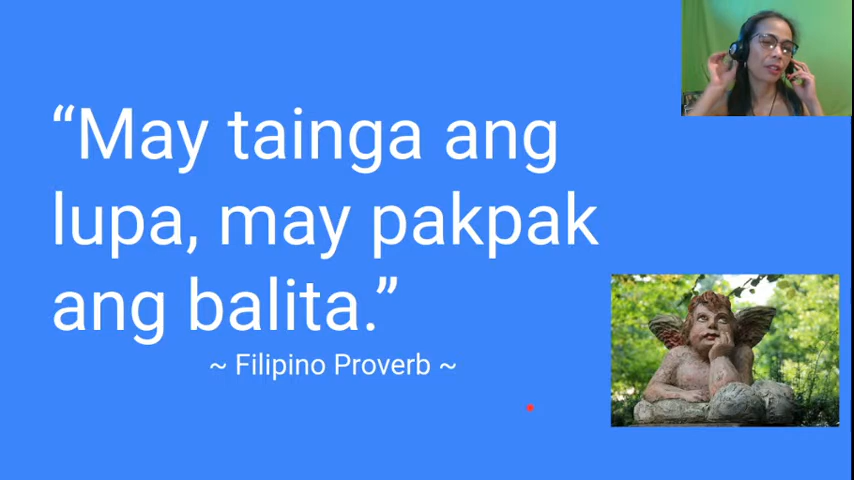 “May tainga ang
lupa, may pakpak
ang balita.”
~ Filipino Proverb ~